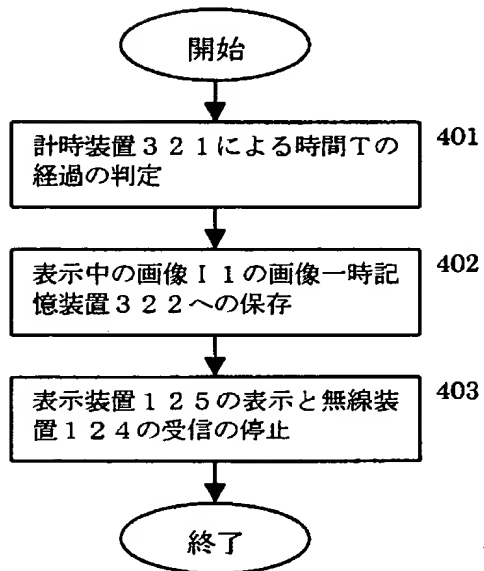 開始
計時装置３２１による時間Ｔの
経過の判定
401
表示中の画像Ｉ１の画像一時記
憶装置３２２への保存
402
表示装置１２５の表示と無線装
置１２４の受信の停止
403
終了